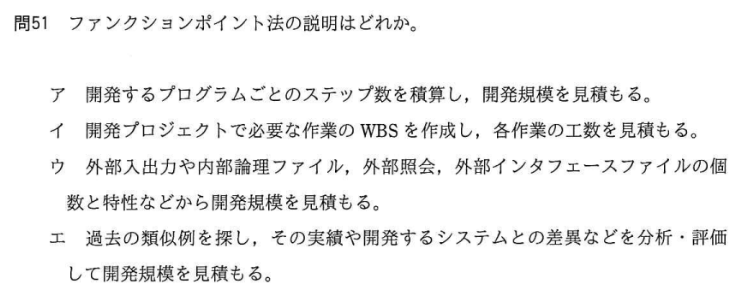 問51　ファンクションポイント法の説明はどれか。
ア　開発するプログラムごとのステップ数を積算し，開発規模を見積もる。
イ　開発プロジェクトで必要な作業の WBS を作成し，各作業の工数を見積もる。
ウ　外部入出力や内部論理ファイル，外部照会，外部インタフェースファイルの個
数と特性などから開発規模を見積もる。
エ　過去の類似例を探し，その実績や開発するシステムとの差異などを分析・評価
して開発規模を見積もる。